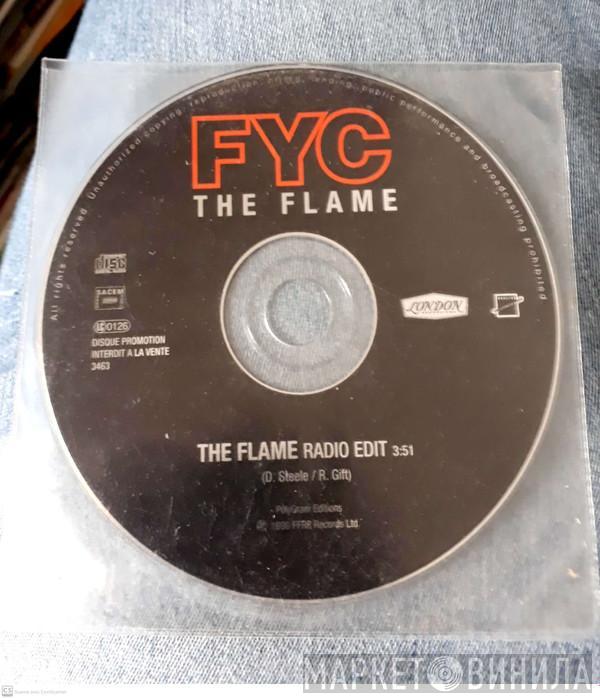 All rights reserved. Unauthorized copying, reproduction, hiring, lending, public performance and broadcasting prohibited
FYC
THE FLAME
DISC
SACEM
LC 0126
DISQUE PROMOTION
INTERDIT A LA VENTE
3463
LONDON
THE FLAME RADIO EDIT 3:51
(D. Steele / R. Gift)
PolyGram Editions
℗ 1996 FFRR Records Ltd.
МАРКЕТ ВИНИЛА
CS